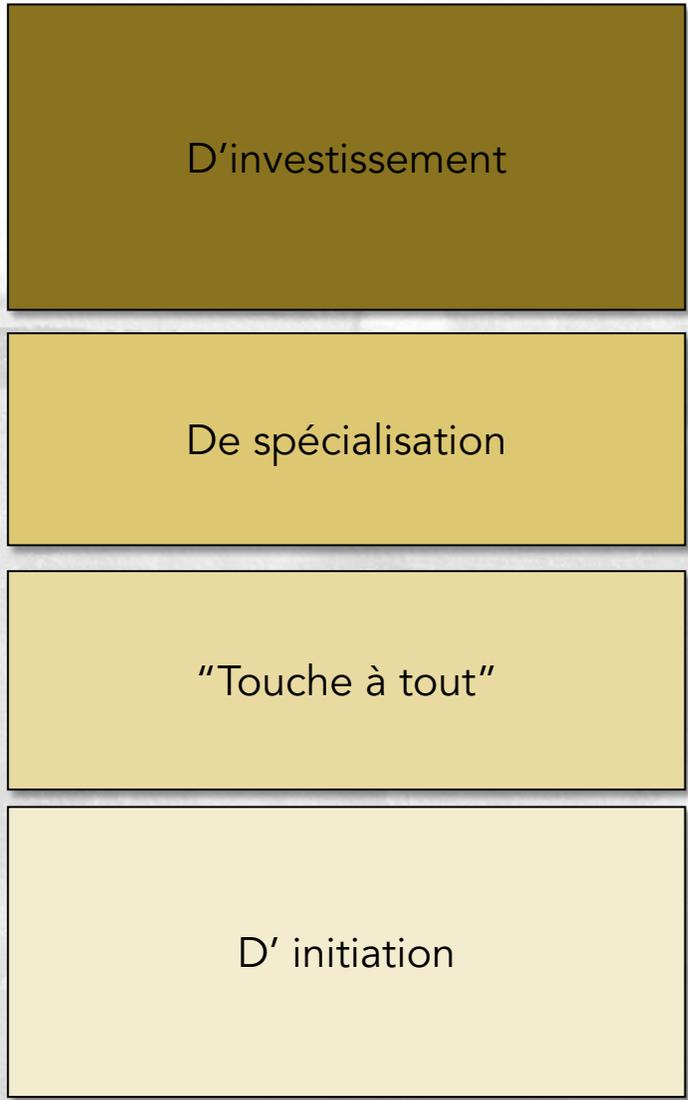 D’investissement
De spécialisation
“Touche à tout”
D’ initiation